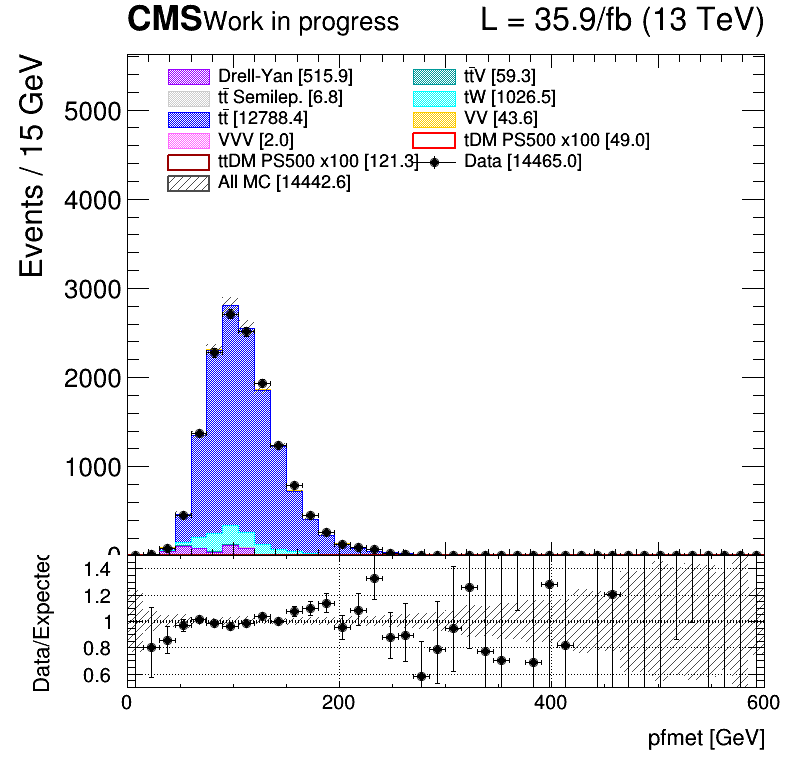 CMS Work in progress L = 35.9/fb (13 TeV)
Events / 15 GeV
5000
4000
3000
2000
1000
0
Drell-Yan [515.9] tt̄V [59.3]
tt̄ Semilep. [6.8] tW [1026.5]
tt̄ [12788.4] VV [43.6]
VVV [2.0] tDM PS500 x100 [49.0]
ttDM PS500 x100 [121.3] Data [14465.0]
All MC [14442.6]
Data/Expected
1.4
1.2
1
0.8
0.6
0 200 400 600
pfmet [GeV]